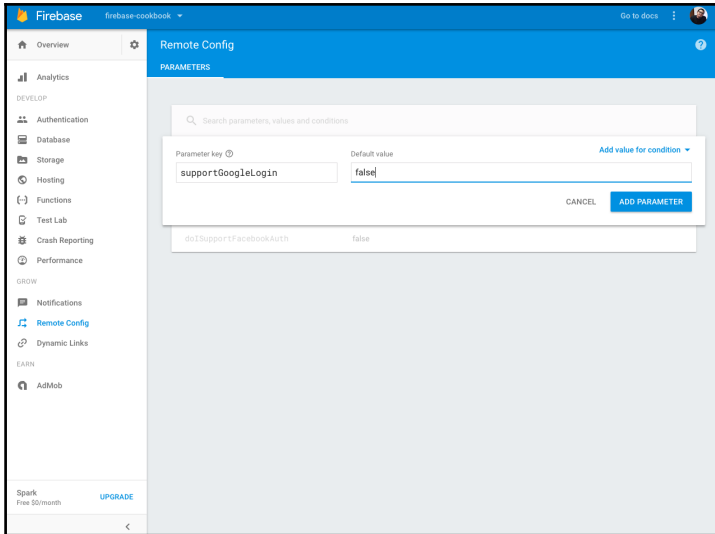 Firebase
firebase-cookbook
Go to docs
Overview
Remote Config
PARAMETERS
Analytics
DEVELOP
Authentication
Database
Storage
Hosting
Functions
Test Lab
Crash Reporting
Performance
GROW
Notifications
Remote Config
Dynamic Links
EARN
AdMob
Spark
Free $0/month
UPGRADE
Search parameters, values and conditions
Parameter key
Default value
Add value for condition
supportGoogleLogin
false
CANCEL
ADD PARAMETER
doISupportFacebookAuth
false